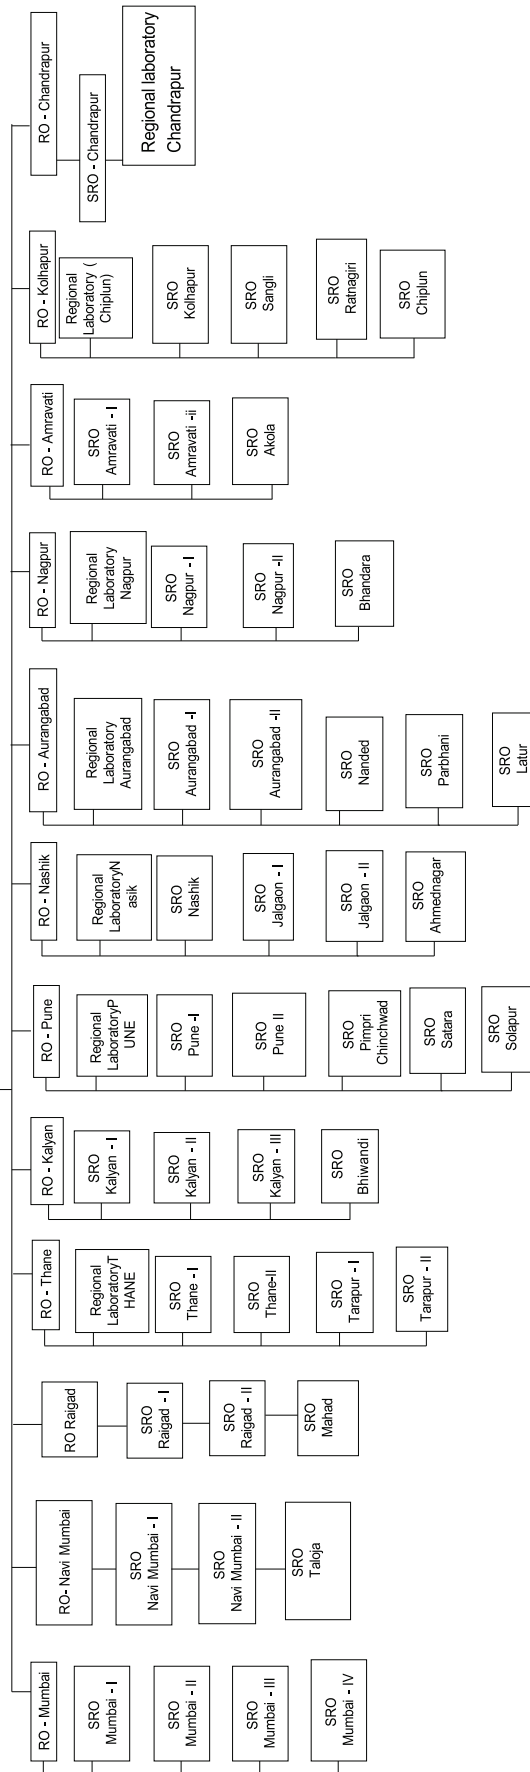 RO - Mumbai
SRO
Mumbai - I
SRO
Mumbai - II
SRO
Mumbai - III
SRO
Mumbai - IV
RO- Navi Mumbai
SRO
Navi Mumbai - I
SRO
Navi Mumbai - II
SRO
Taloja
RO Raigad
SRO
Raigad - I
SRO
Raigad - II
SRO
Mahad
RO - Thane
Regional
LaboratoryT
HANE
SRO
Thane - I
SRO
Thane-II
SRO
Tarapur - I
SRO
Tarapur - II
RO - Kalyan
SRO
Kalyan - I
SRO
Kalyan - II
SRO
Kalyan - III
SRO
Bhiwandi
RO - Pune
Regional
LaboratoryP
UNE
SRO
Pune -I
SRO
Pune II
SRO
Pimpri
Chinchwad
SRO
Satara
SRO
Solapur
RO - Nashik
Regional
LaboratoryN
asik
SRO
Nashik
SRO
Jalgaon - I
SRO
Jalgaon - II
SRO
Ahmednagar
RO - Aurangabad
Regional
Laboratory
Aurangabad
SRO
Aurangabad - I
SRO
Aurangabad -II
SRO
Nanded
SRO
Parbhani
SRO
Latur
RO - Nagpur
Regional
Laboratory
Nagpur
SRO
Nagpur - I
SRO
Nagpur -II
SRO
Bhandara
RO - Amravati
SRO
Amravati - I
SRO
Amravati -ii
SRO
Akola
RO - Kolhapur
Regional
Laboratory (
Chiplun)
SRO
Kolhapur
SRO
Sangli
SRO
Ratnagiri
SRO
Chiplun
RO - Chandrapur
SRO - Chandrapur
Regional laboratory
Chandrapur